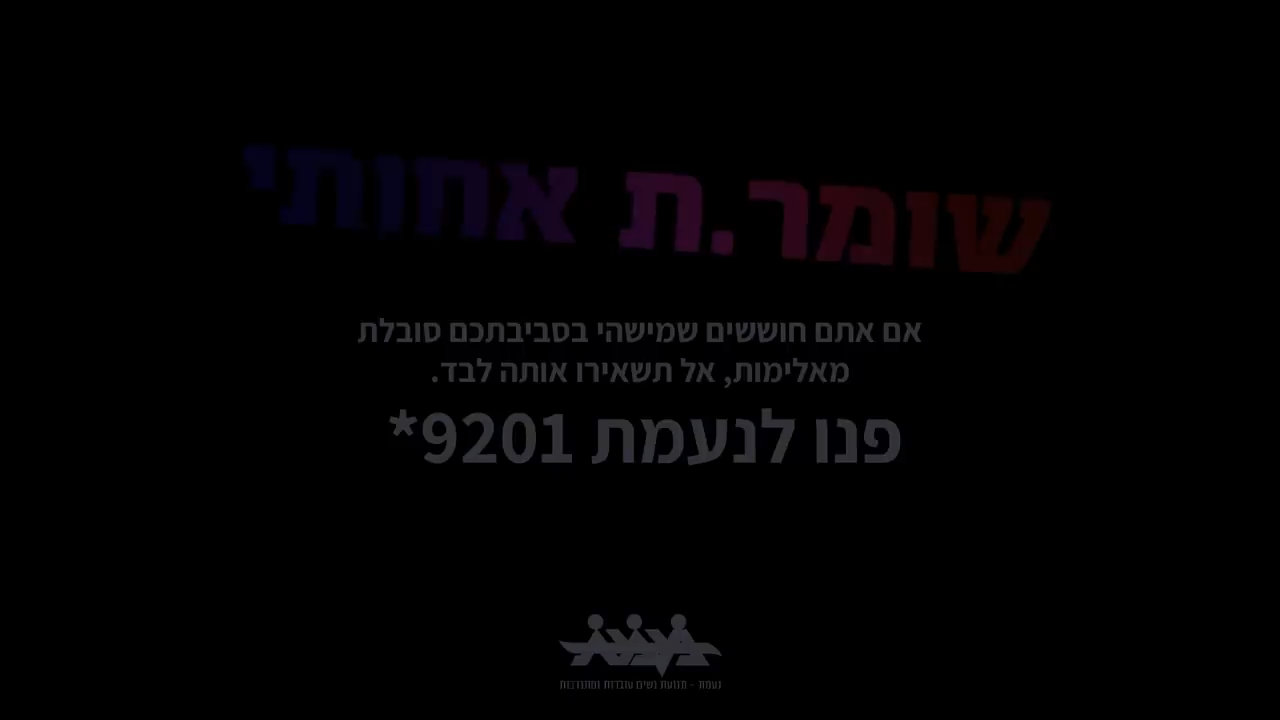 שומר.ת אחותי
אם אתם חוששים שמישהי בסביבתכם סובלת
מאלימות, אל תשאירו אותה לבד.
פנו לנעמת 9201*
נעמת
נעמת - תנועת נשים עובדות ומתנדבות